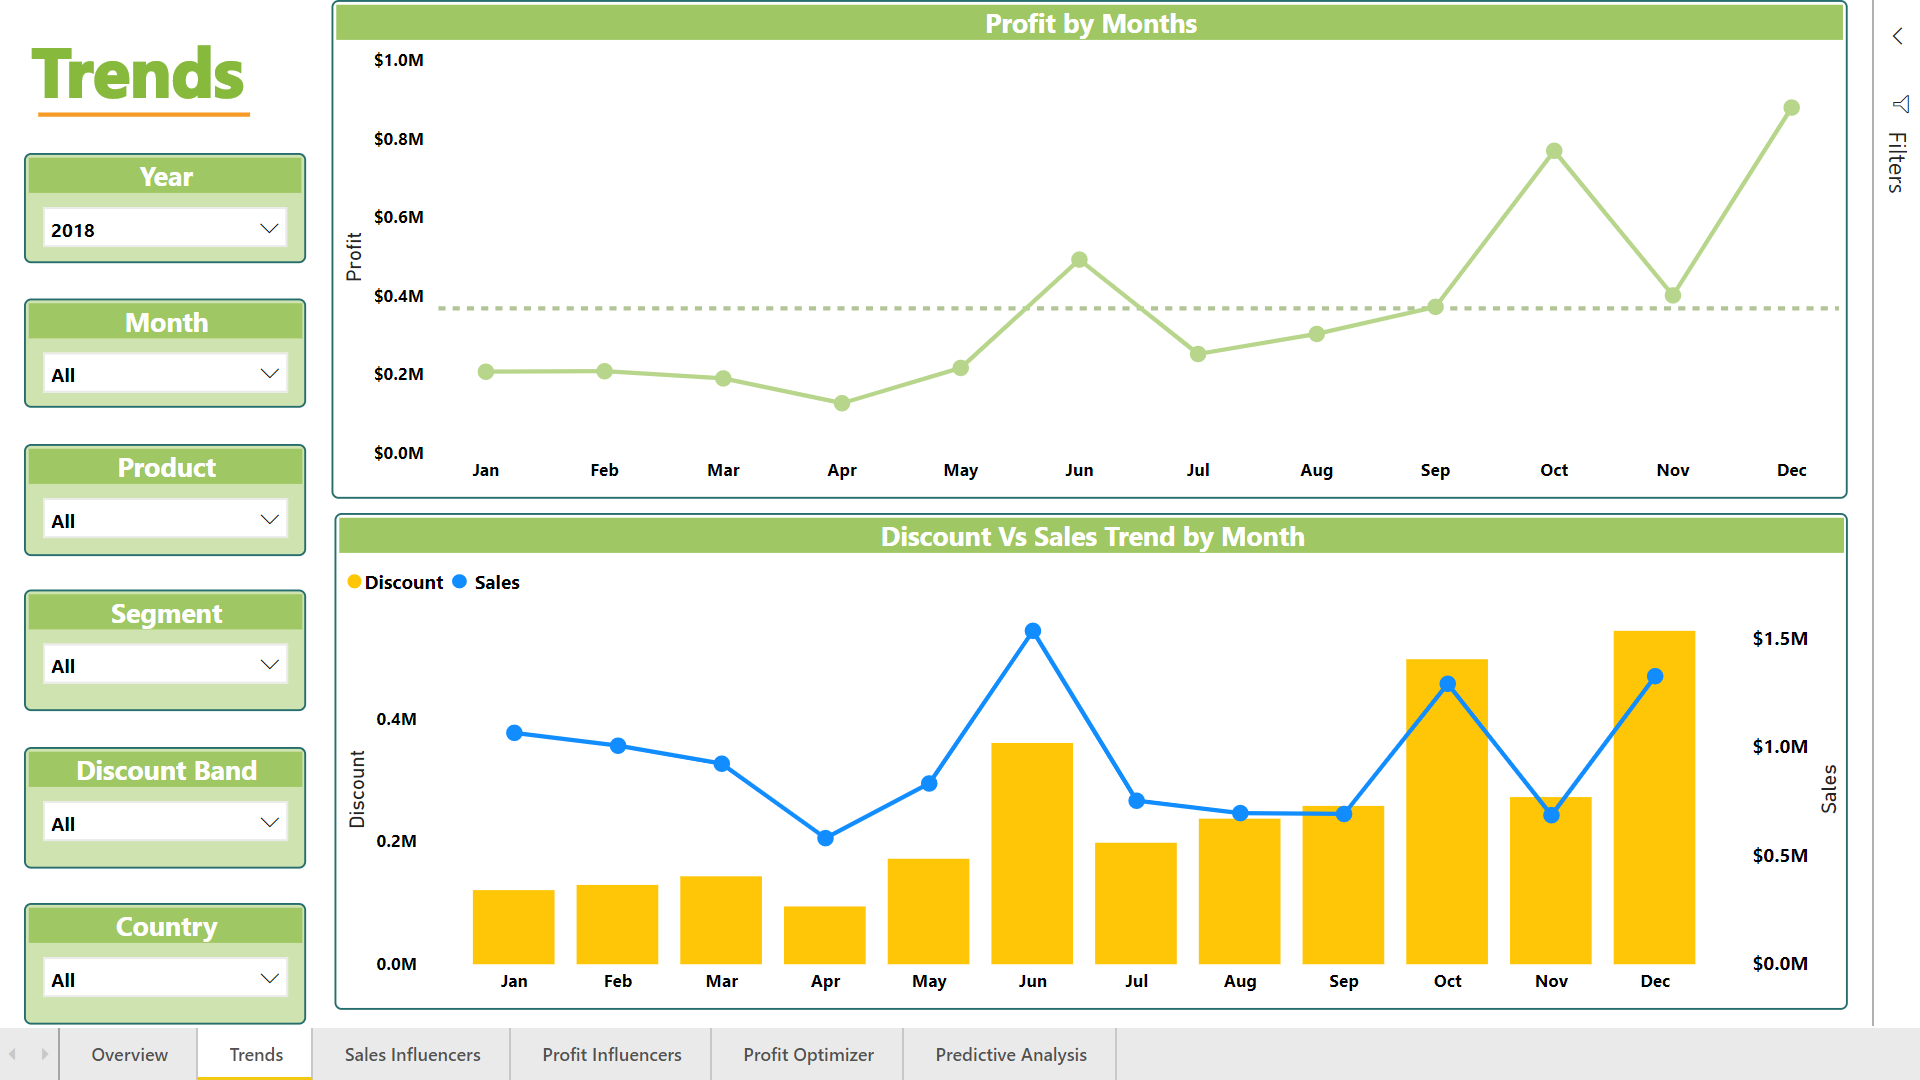 Trends
Year
2018
Month
All
Product
All
Segment
All
Discount Band
All
Country
All
Profit by Months
$1.0M
$0.8M
$0.6M
$0.4M
$0.2M
$0.0M
Profit
Jan Feb Mar Apr May Jun Jul Aug Sep Oct Nov Dec
Discount Vs Sales Trend by Month
Discount Sales
0.4M
0.2M
0.0M
Discount
$1.5M
$1.0M
$0.5M
$0.0M
Sales
Jan Feb Mar Apr May Jun Jul Aug Sep Oct Nov Dec
Filters
Overview Trends Sales Influencers Profit Influencers Profit Optimizer Predictive Analysis